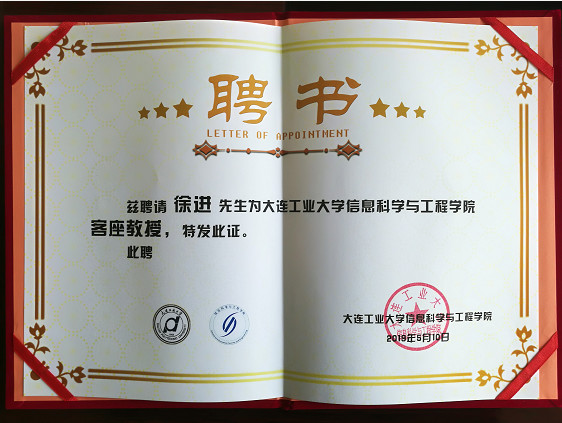 聘书
LETTER OF APPOINTMENT
兹聘请 徐进 先生为大连工业大学信息科学与工程学院
客座教授，特发此证。
此聘
大连工业大学信息科学与工程学院
2019年6月10日